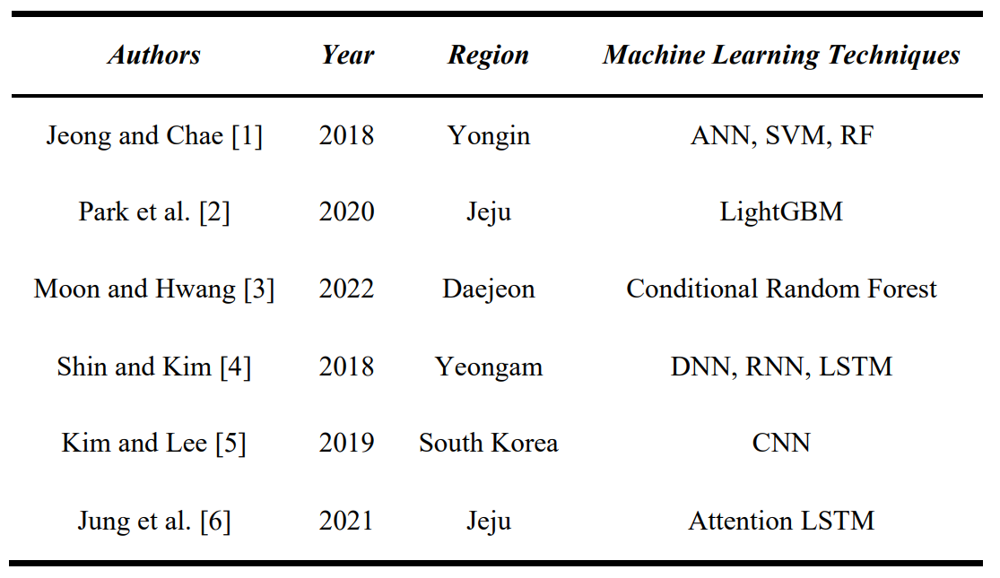 Authors Year Region Machine Learning Techniques
Jeong and Chae [1] 2018 Yongin ANN, SVM, RF
Park et al. [2] 2020 Jeju LightGBM
Moon and Hwang [3] 2022 Daejeon Conditional Random Forest
Shin and Kim [4] 2018 Yeongam DNN, RNN, LSTM
Kim and Lee [5] 2019 South Korea CNN
Jung et al. [6] 2021 Jeju Attention LSTM